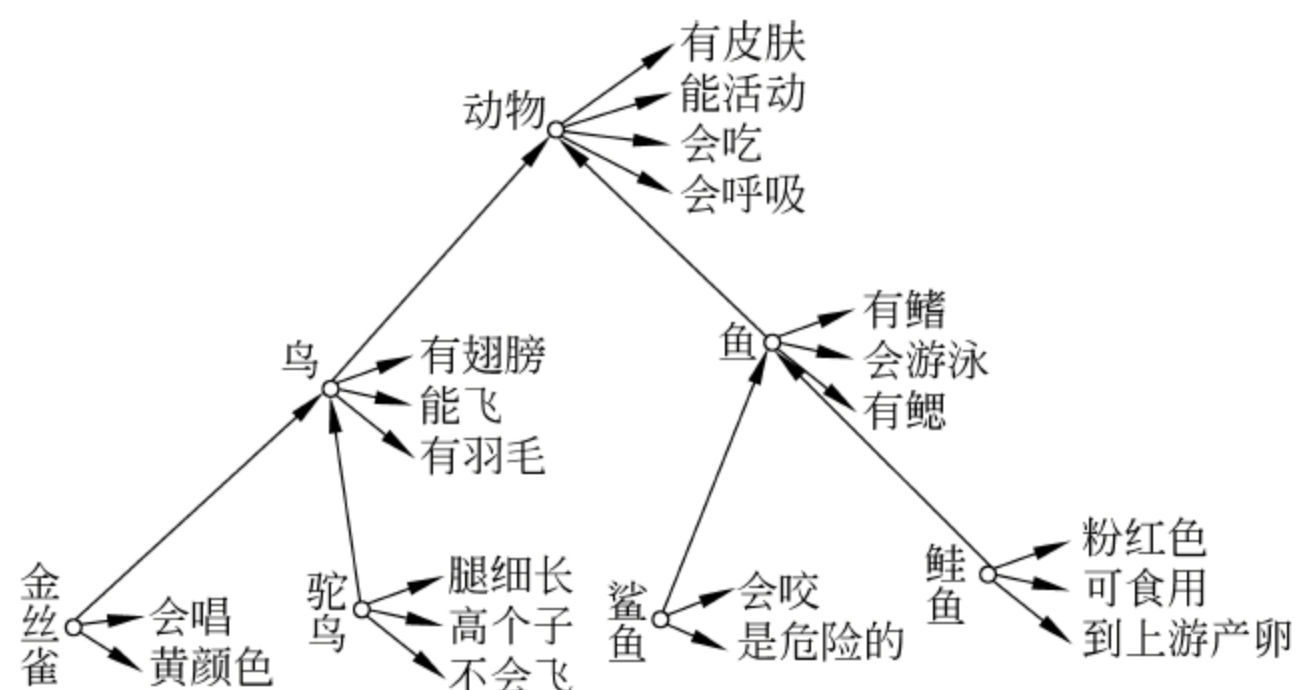 动物
有皮肤
能活动
会吃
会呼吸
鸟
有翅膀
能飞
有羽毛
鱼
有鳍
会游泳
有鳃
金丝雀
会唱
黄颜色
驼鸟
腿细长
高个子
不会飞
鲨鱼
会咬
是危险的
鲑鱼
粉红色
可食用
到上游产卵